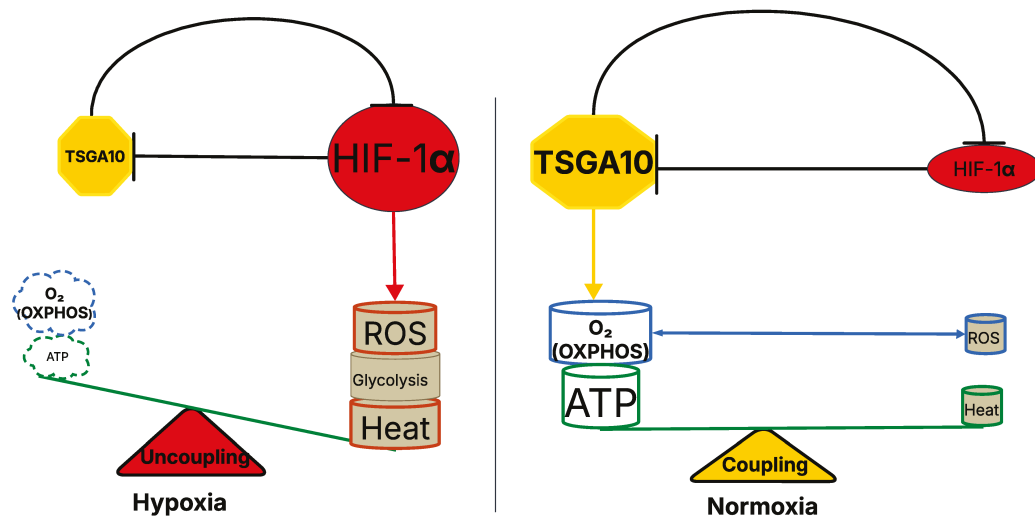 TSGA10
HIF-1α
O₂
(OXPHOS)
ATP
ROS
Glycolysis
Heat
Uncoupling
Hypoxia
TSGA10
HIF-1α
O₂
(OXPHOS)
ROS
ATP
Heat
Coupling
Normoxia